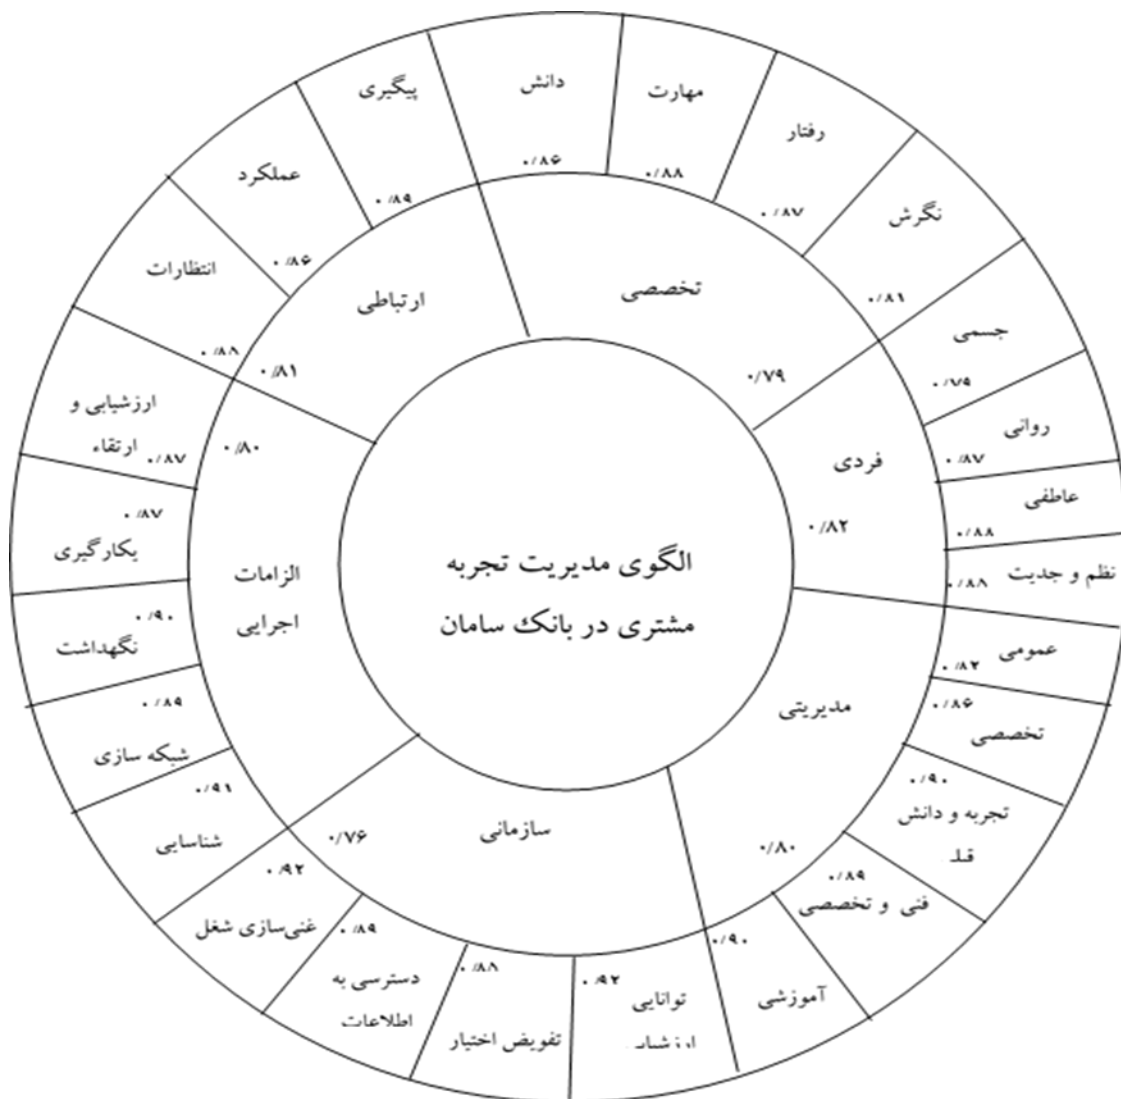 الگوی مدیریت تجربه
مشتری در بانک سامان
تخصصی
۰/۷۹
فردی
۰/۸۲
مدیریتی
۰/۸۰
سازمانی
۰/۷۶
الزامات
اجرایی
۰/۸۰
ارتباطی
۰/۸۱
دانش
۰/۸۶
مهارت
۰/۸۸
رفتار
۰/۸۷
نگرش
۰/۸۱
جسمی
۰/۷۹
روانی
۰/۸۷
عاطفی
۰/۸۸
نظم و جدیت
۰/۸۸
عمومی
۰/۸۲
تخصصی
۰/۸۶
تجربه و دانش
۰/۹۰
فنی و تخصصی
۰/۸۹
آموزشی
۰/۹۰
توانایی
۰/۹۲
تفویض اختیار
۰/۸۸
دسترسی به
اطلاعات
۰/۸۹
غنی‌سازی شغل
۰/۹۲
شناسایی
۰/۹۱
شبکه سازی
۰/۸۹
نگهداشت
۰/۹۰
یکارگیری
۰/۸۷
ارزشیابی و
ارتقاء
۰/۸۷
انتظارات
۰/۸۸
عملکرد
۰/۸۶
پیگیری
۰/۸۹